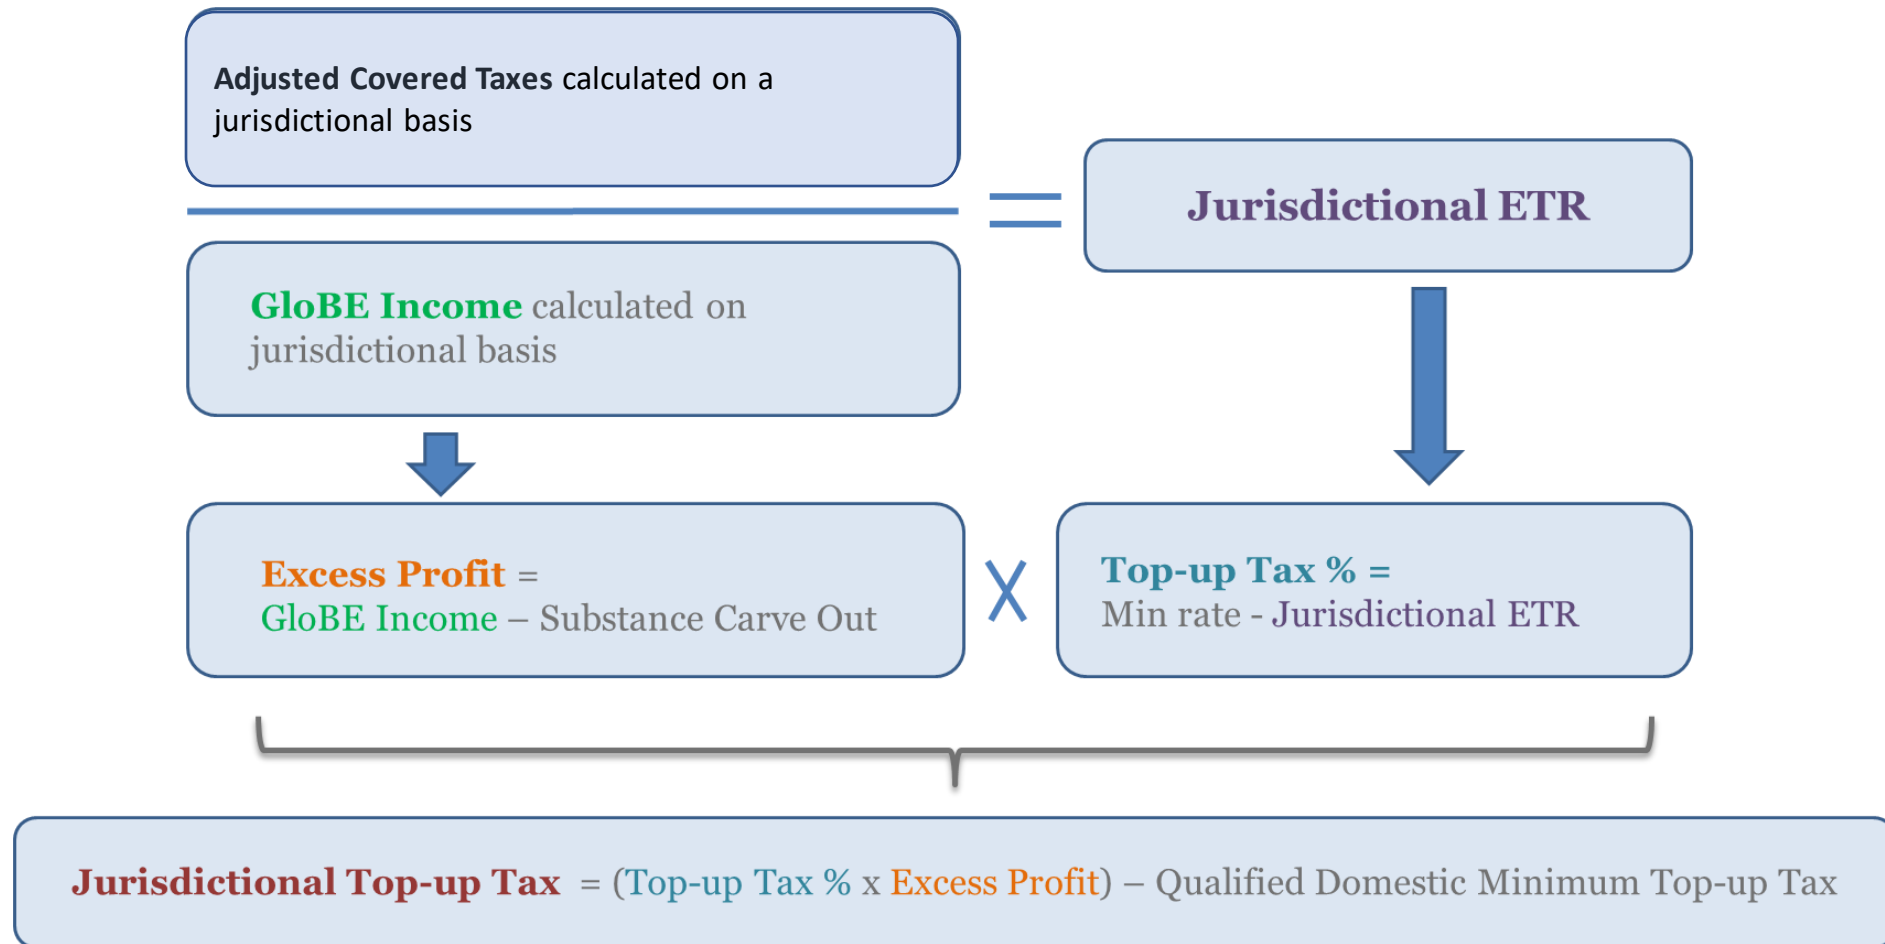 Adjusted Covered Taxes calculated on a
jurisdictional basis
Jurisdictional ETR
GloBE Income calculated on
jurisdictional basis
Excess Profit =
GloBE Income – Substance Carve Out
X
Top-up Tax % =
Min rate - Jurisdictional ETR
Jurisdictional Top-up Tax = (Top-up Tax % x Excess Profit) – Qualified Domestic Minimum Top-up Tax